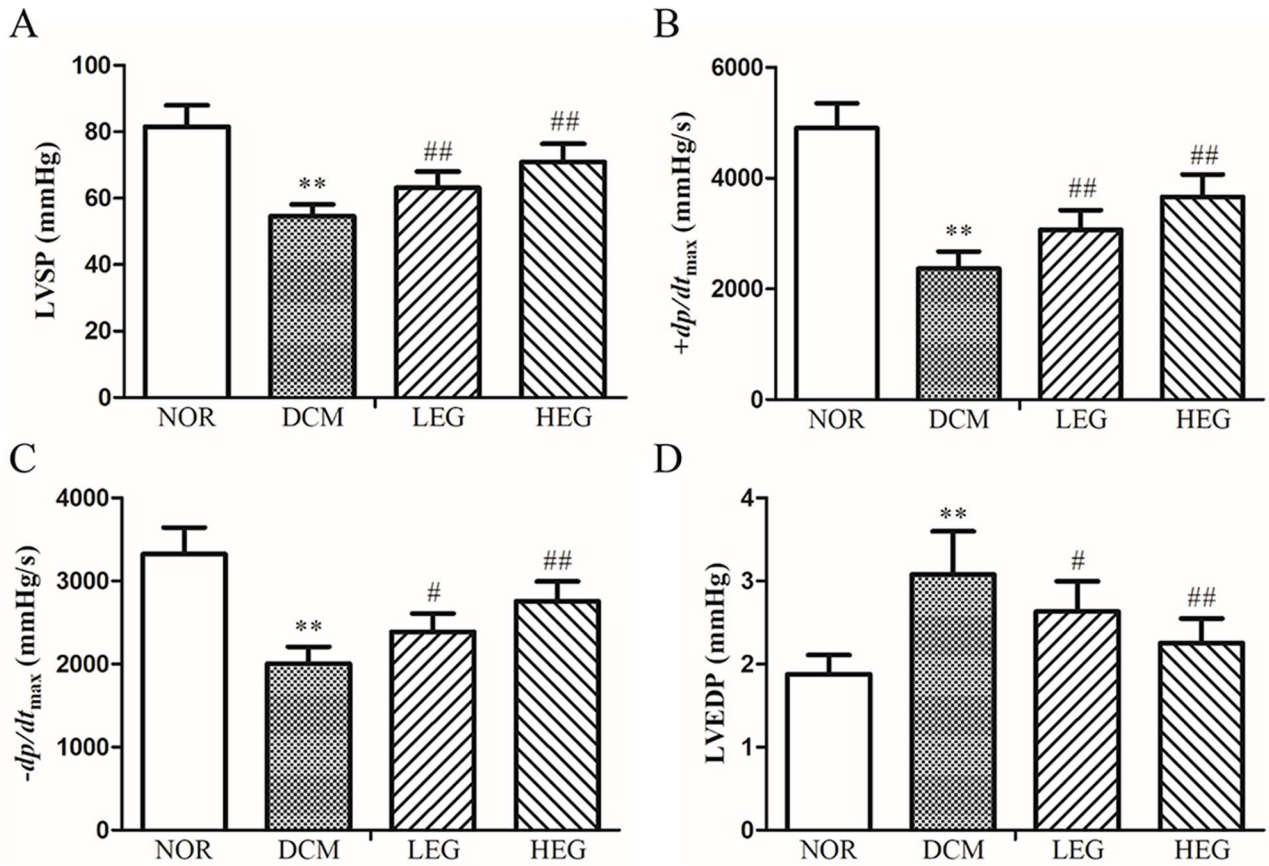 A
LVSP (mmHg)
100
80
60
40
20
0
**
##
##
NOR DCM LEG HEG
B
+dp/dtmax (mmHg/s)
6000
4000
2000
0
**
##
##
NOR DCM LEG HEG
C
-dp/dtmax (mmHg/s)
4000
3000
2000
1000
0
**
#
##
NOR DCM LEG HEG
D
LVEDP (mmHg)
4
3
2
1
0
**
#
##
NOR DCM LEG HEG